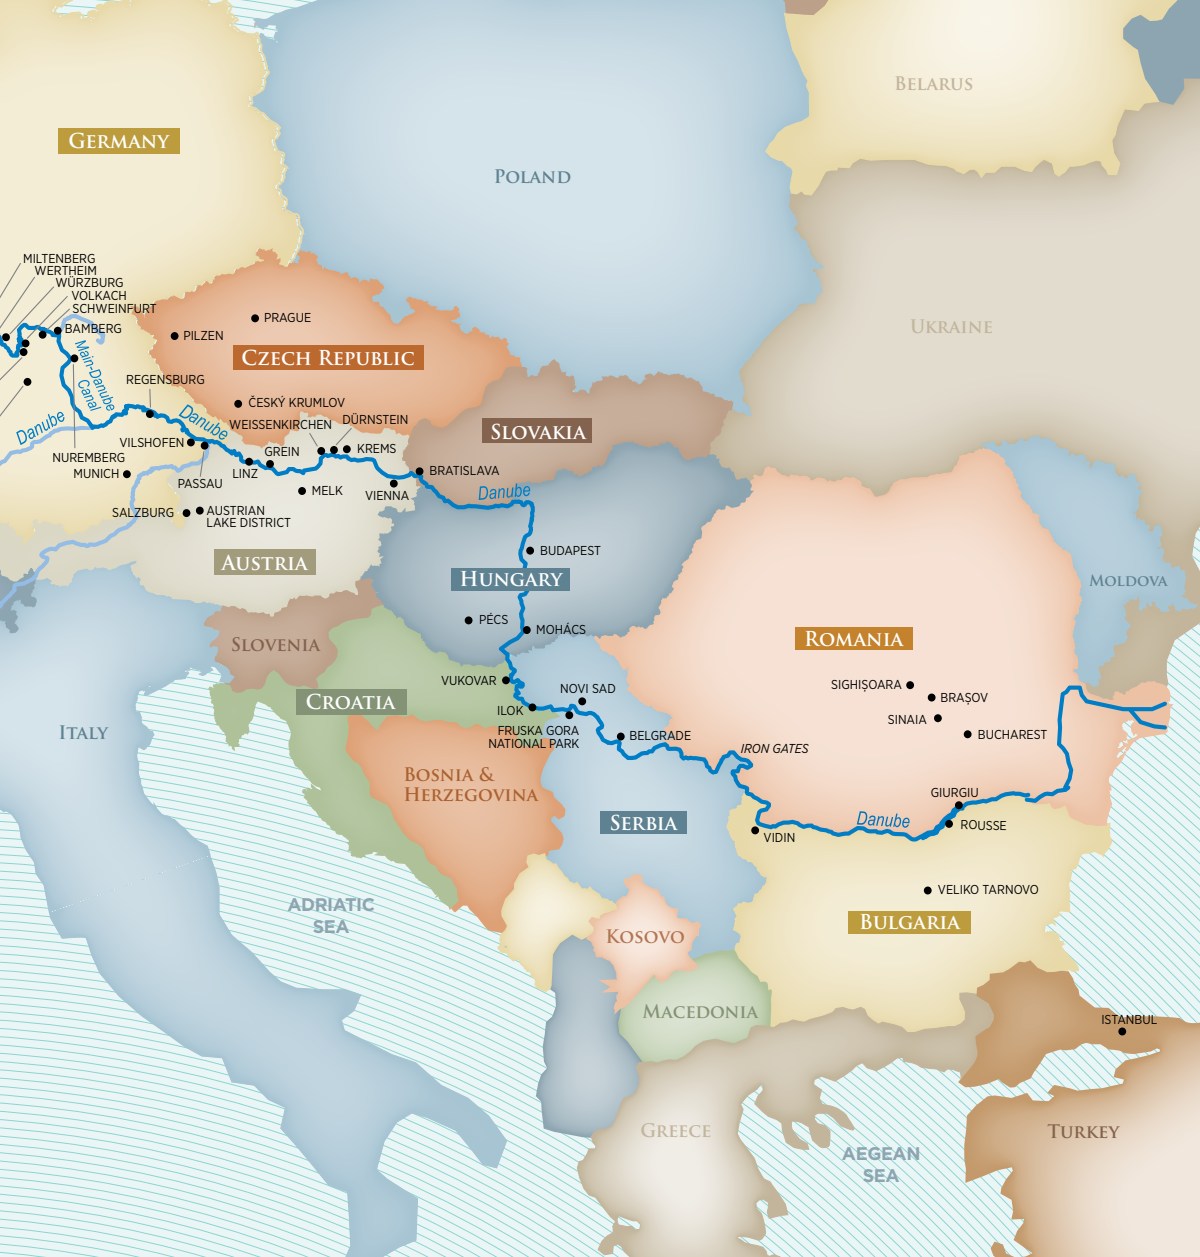 BELARUS
GERMANY
POLAND
MILTENBERG
WERTHEIM
WÜRZBURG
VOLKACH
SCHWEINFURT
BAMBERG
PRAGUE
PILZEN
UKRAINE
CZECH REPUBLIC
Main-Danube
Canal
REGENSBURG
ČESKÝ KRUMLOV
Danube
Danube
WEISSENKIRCHEN
DÜRNSTEIN
SLOVAKIA
VILSHOFEN
GREIN
KREMS
NUREMBERG
MUNICH
LINZ
BRATISLAVA
PASSAU
MELK
VIENNA
Danube
SALZBURG
AUSTRIAN
LAKE DISTRICT
AUSTRIA
BUDAPEST
HUNGARY
MOLDOVA
PÉCS
MOHÁCS
SLOVENIA
ROMANIA
VUKOVAR
NOVI SAD
SIGHIȘOARA
BRAȘOV
CROATIA
ILOK
SINAIA
ITALY
FRUSKA GORA
NATIONAL PARK
BELGRADE
BUCHAREST
IRON GATES
BOSNIA &
HERZEGOVINA
GIURGIU
SERBIA
Danube
ROUSSE
VIDIN
VELIKO TARNOVO
ADRIATIC
SEA
BULGARIA
KOSOVO
MACEDONIA
ISTANBUL
GREECE
TURKEY
AEGEAN
SEA